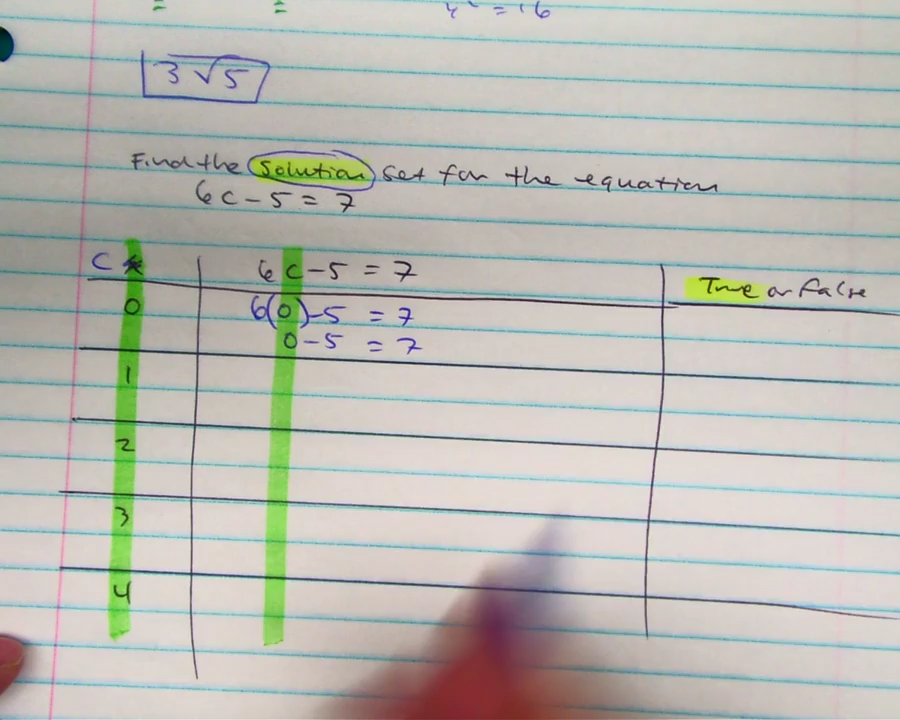 = =
3√5
Find the solution set for the equation
6c - 5 = 7
c 6c - 5 = 7 True or False
0 6(0) - 5 = 7
0 - 5 = 7
1
2
3
4